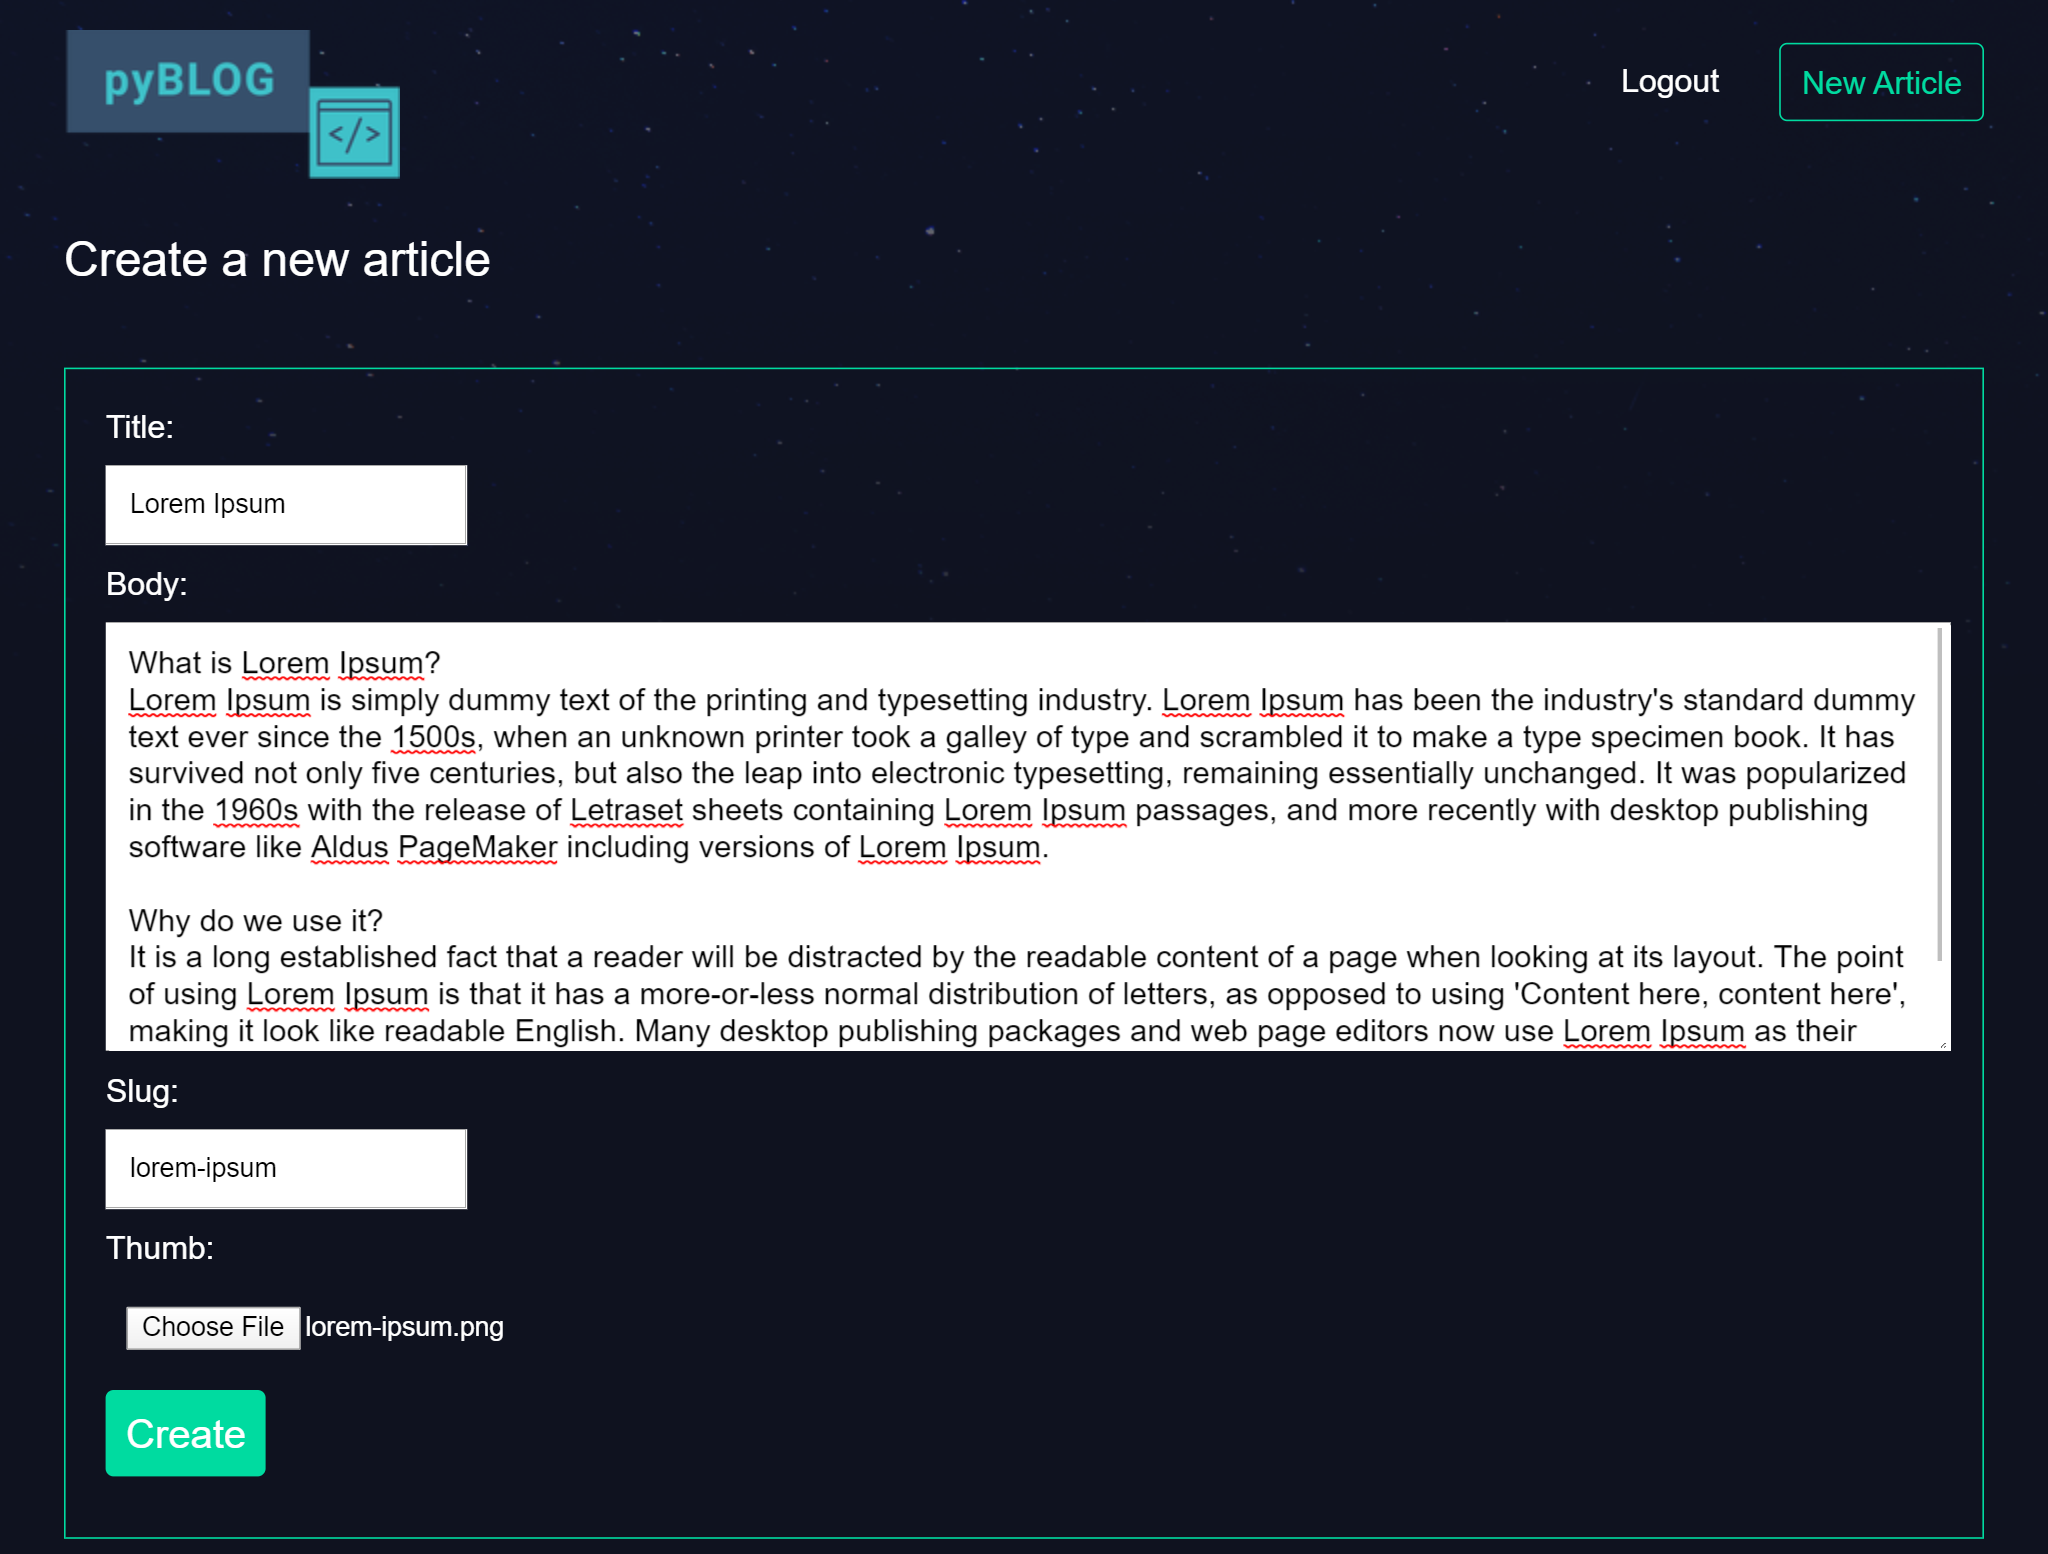 pyBLOG
</>
Logout
New Article
Create a new article
Title:
Lorem Ipsum
Body:
What is Lorem Ipsum?
Lorem Ipsum is simply dummy text of the printing and typesetting industry. Lorem Ipsum has been the industry's standard dummy
text ever since the 1500s, when an unknown printer took a galley of type and scrambled it to make a type specimen book. It has
survived not only five centuries, but also the leap into electronic typesetting, remaining essentially unchanged. It was popularized
in the 1960s with the release of Letraset sheets containing Lorem Ipsum passages, and more recently with desktop publishing
software like Aldus PageMaker including versions of Lorem Ipsum.
Why do we use it?
It is a long established fact that a reader will be distracted by the readable content of a page when looking at its layout. The point
of using Lorem Ipsum is that it has a more-or-less normal distribution of letters, as opposed to using 'Content here, content here',
making it look like readable English. Many desktop publishing packages and web page editors now use Lorem Ipsum as their
Slug:
lorem-ipsum
Thumb:
Choose File lorem-ipsum.png
Create